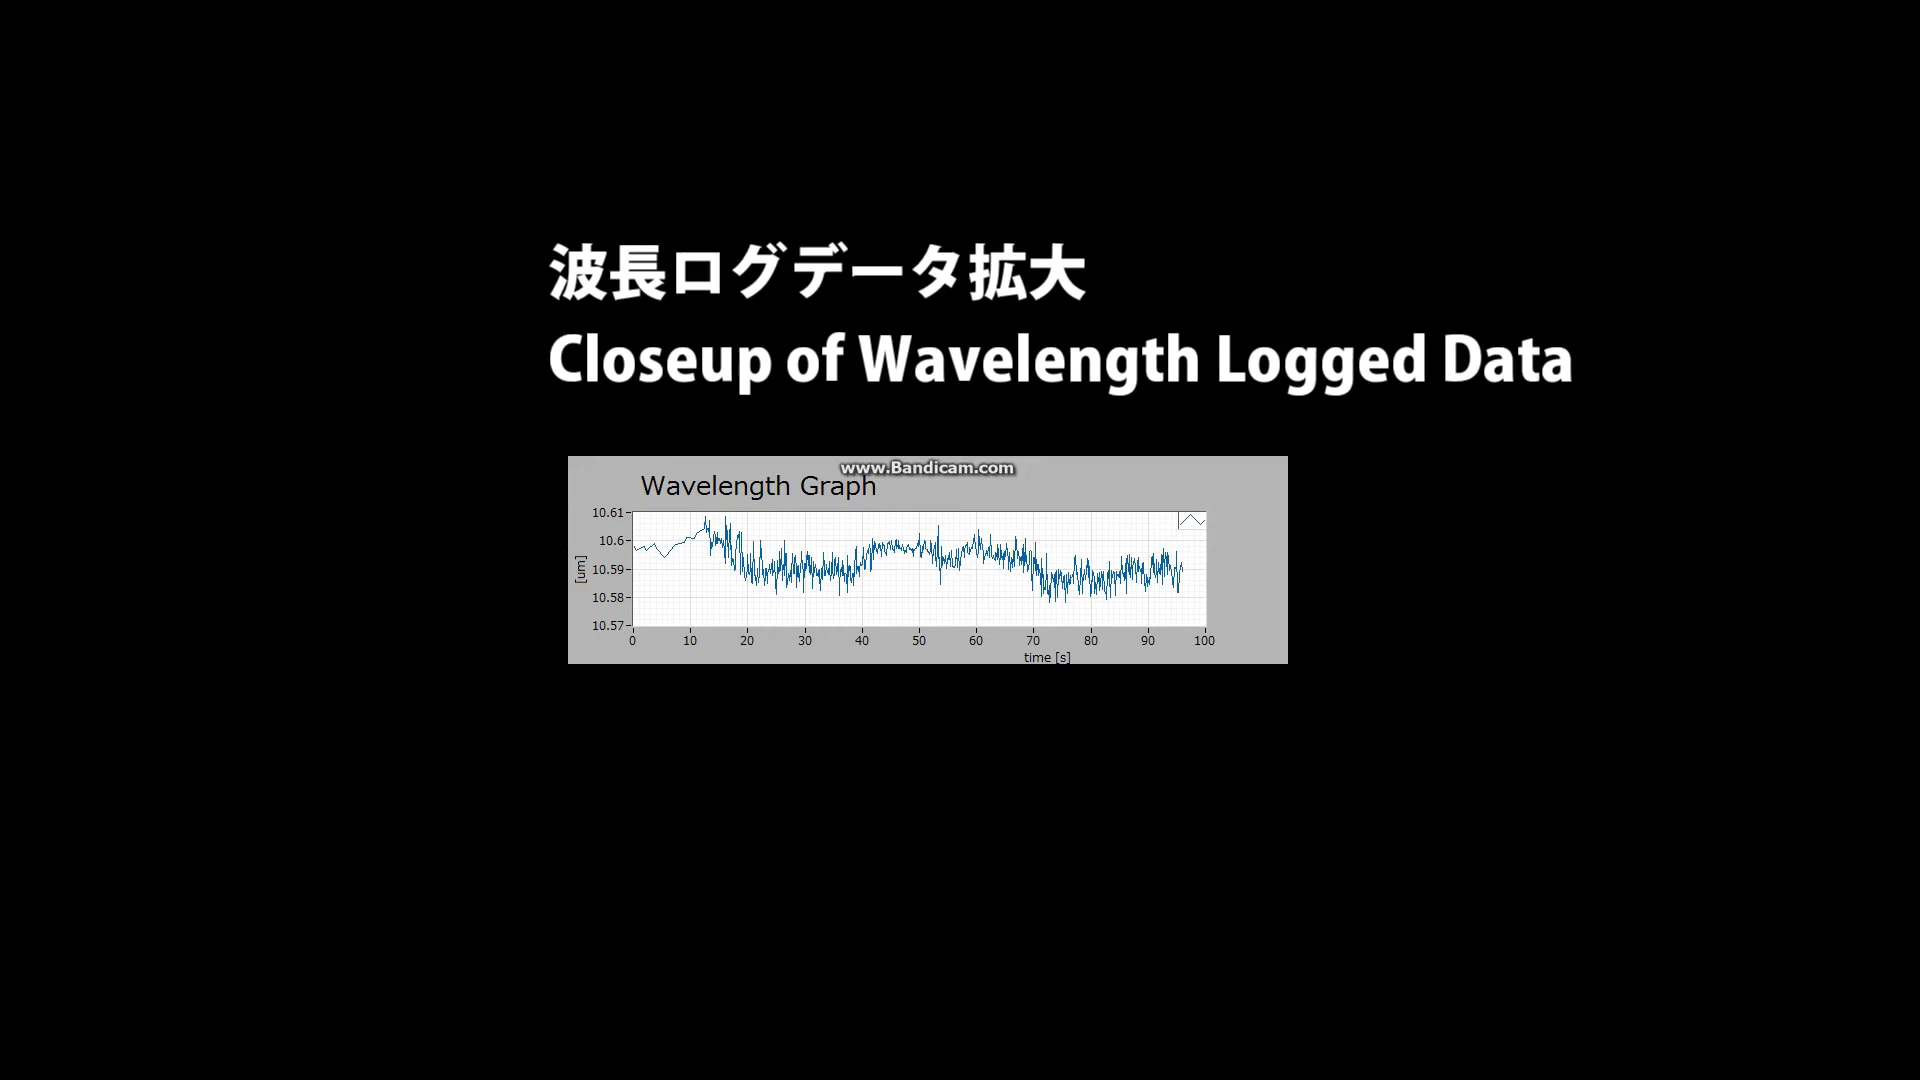 波長ログデータ拡大
Closeup of Wavelength Logged Data
www.Bandicam.com
Wavelength Graph
[um]
10.61
10.6
10.59
10.58
10.57
0 10 20 30 40 50 60 70 80 90 100
time [s]